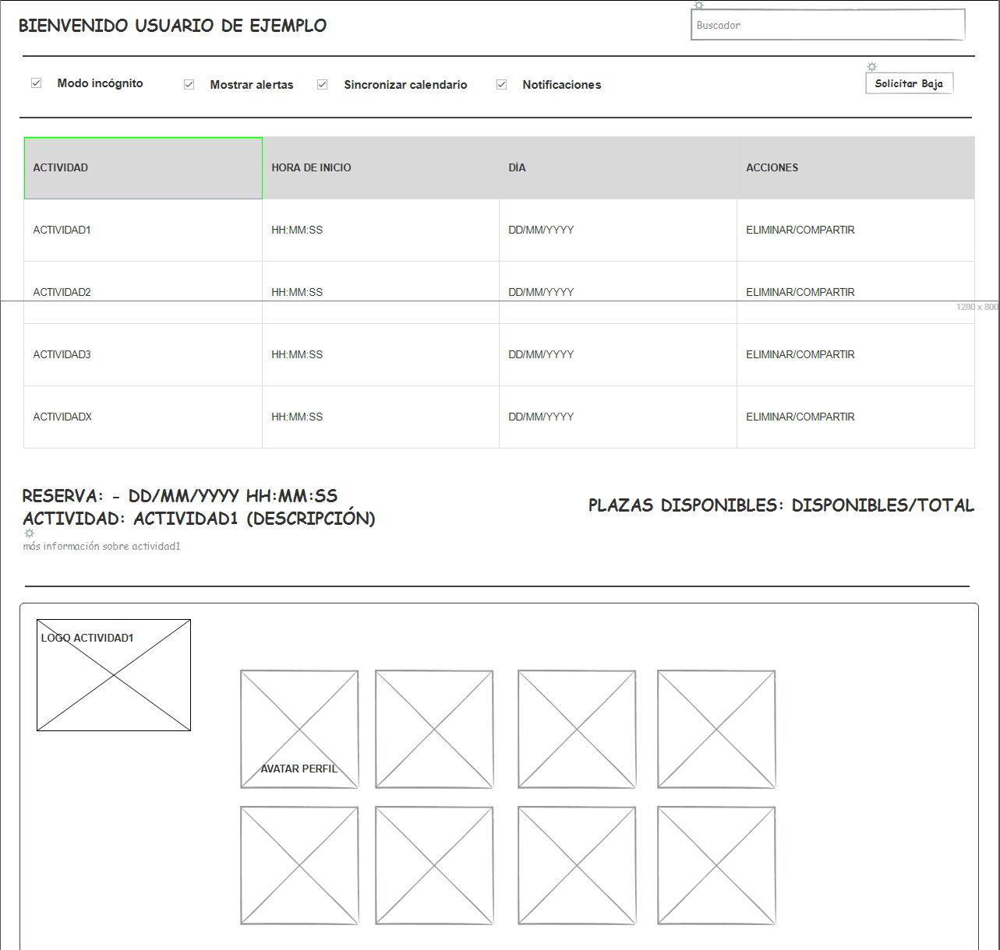 BIENVENIDO USUARIO DE EJEMPLO
Buscador
Modo incógnito Mostrar alertas Sincronizar calendario Notificaciones
Solicitar Baja
ACTIVIDAD HORA DE INICIO DÍA ACCIONES
ACTIVIDAD1 HH:MM:SS DD/MM/YYYY ELIMINAR/COMPARTIR
ACTIVIDAD2 HH:MM:SS DD/MM/YYYY ELIMINAR/COMPARTIR
1280 x 800
ACTIVIDAD3 HH:MM:SS DD/MM/YYYY ELIMINAR/COMPARTIR
ACTIVIDADX HH:MM:SS DD/MM/YYYY ELIMINAR/COMPARTIR
RESERVA: - DD/MM/YYYY HH:MM:SS
ACTIVIDAD: ACTIVIDAD1 (DESCRIPCIÓN)
PLAZAS DISPONIBLES: DISPONIBLES/TOTAL
más información sobre actividad1
LOGO ACTIVIDAD1
AVATAR PERFIL